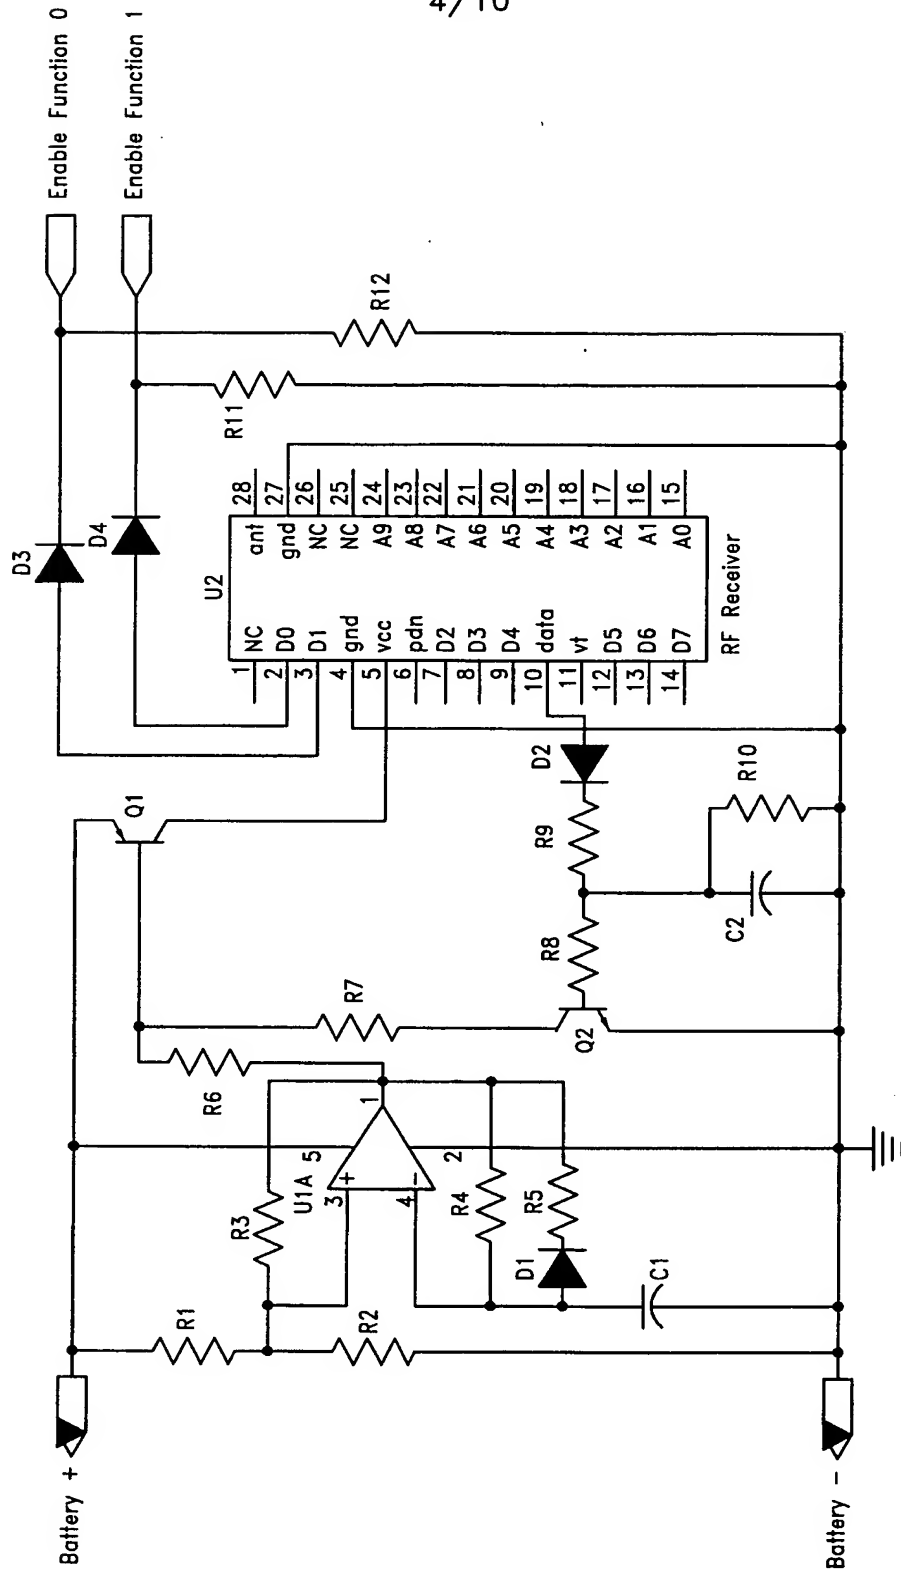 4/10
Battery +
Battery -
Enable Function 0
Enable Function 1
R1
R2
R3
U1A
3
+
4
-
5
2
1
R4
R5
D1
C1
R6
R7
Q1
Q2
R8
R9
D2
C2
R10
D3
D4
R11
R12
U2
RF Receiver
1 NC
2 D0
3 D1
4 gnd
5 vcc
6 pdn
7 D2
8 D3
9 D4
10 data
11 vt
12 D5
13 D6
14 D7
ant 28
gnd 27
NC 26
NC 25
A9 24
A8 23
A7 22
A6 21
A5 20
A4 19
A3 18
A2 17
A1 16
A0 15